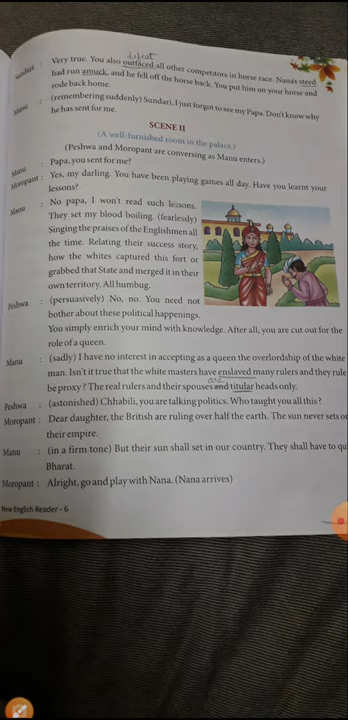 defeat
Sundari : Very true. You also outfaced all other competitors in horse race. Nana's steed
had run amuck, and he fell off the horse back. You put him on your horse and
rode back home.
Manu : (remembering suddenly) Sundari, I just forgot to see my Papa. Don't know why
he has sent for me.
SCENE II
(A well-furnished room in the palace.)
(Peshwa and Moropant are conversing as Manu enters.)
Manu : Papa, you sent for me?
Moropant : Yes, my darling. You have been playing games all day. Have you learnt your
lessons?
Manu : No papa, I won't read such lessons.
They set my blood boiling. (fearlessly)
Singing the praises of the Englishmen all
the time. Relating their success story,
how the whites captured this fort or
grabbed that State and merged it in their
own territory. All humbug.
Peshwa : (persuasively) No, no. You need not
bother about these political happenings.
You simply enrich your mind with knowledge. After all, you are cut out for the
role of a queen.
Manu : (sadly) I have no interest in accepting as a queen the overlordship of the white
man. Isn't it true that the white masters have enslaved many rulers and they rule
are
be proxy? The real rulers and their spouses and titular heads only.
Peshwa : (astonished) Chhabili, you are talking politics. Who taught you all this?
Moropant : Dear daughter, the British are ruling over half the earth. The sun never sets
their empire.
Manu : (in a firm tone) But their sun shall set in our country. They shall have to
Bharat.
Moropant : Alright, go and play with Nana. (Nana arrives)
New English Reader - 6